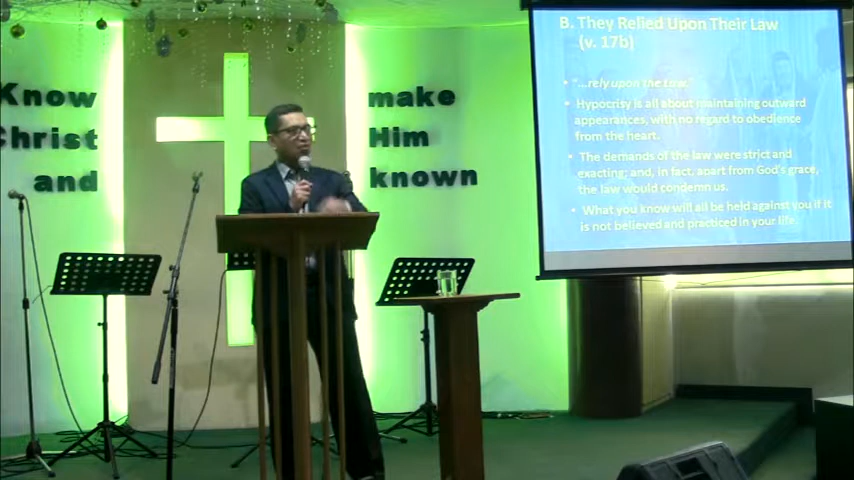 Know
Christ
and
Make
Him
known
B. They Relied Upon Their Law
(v. 17b)
• "...rely upon the Law"
• Hypocrisy is all about maintaining outward
appearances, with no regard to obedience
from the heart.
• The demands of the law were strict and
exacting; and, in fact, apart from God's grace,
the law would condemn us.
• What you know will be held against you if it
is not believed and practiced in your life.